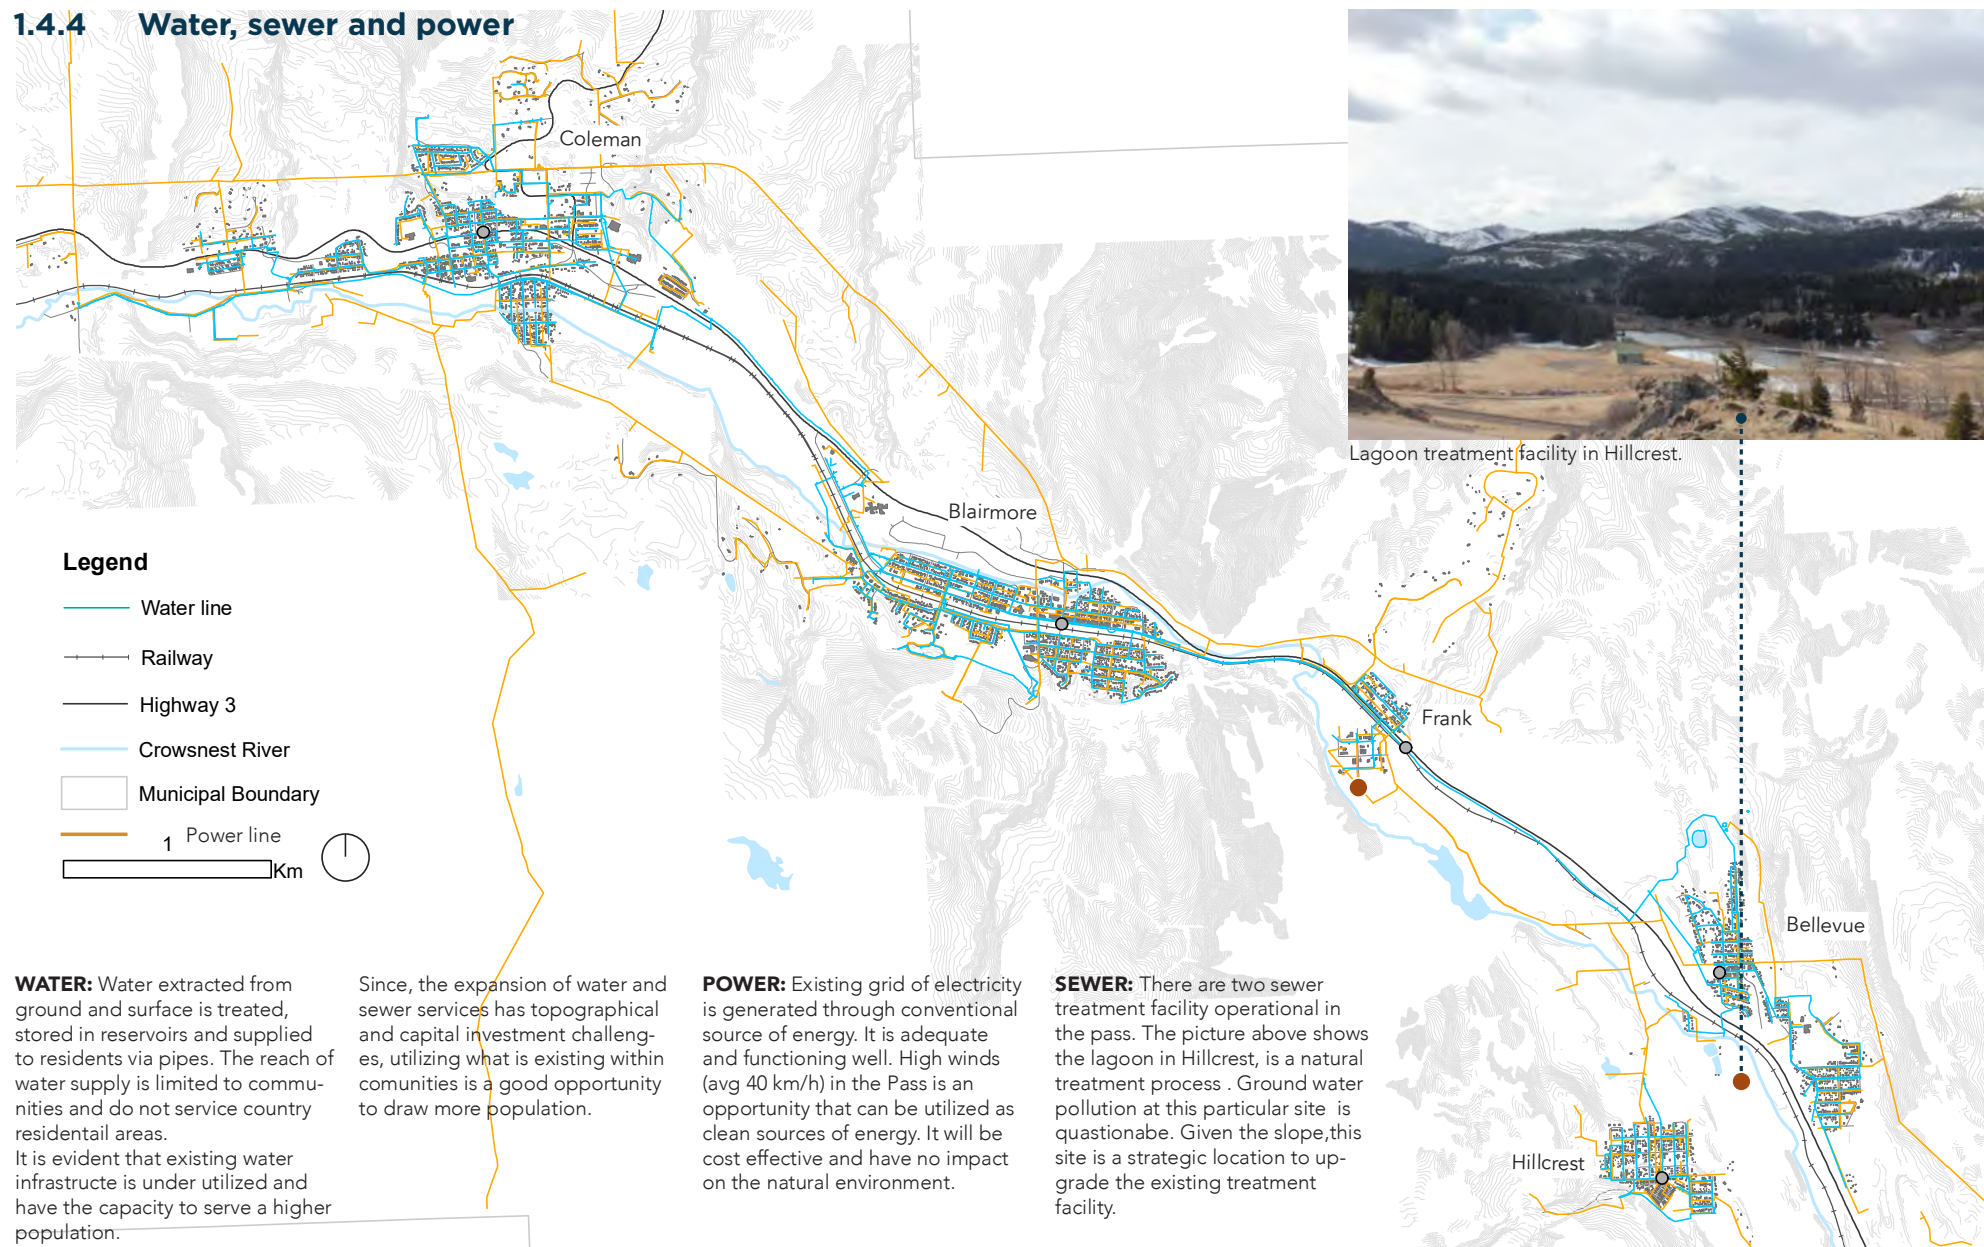 1.4.4 Water, sewer and power
Coleman
Lagoon treatment facility in Hillcrest.
Blairmore
Legend
Water line
Railway
Highway 3
Crowsnest River
Municipal Boundary
Power line
1
Km
Frank
Bellevue
Hillcrest
WATER: Water extracted from
ground and surface is treated,
stored in reservoirs and supplied
to residents via pipes. The reach of
water supply is limited to commu-
nities and do not service country
residentail areas.
It is evident that existing water
infrastructe is under utilized and
have the capacity to serve a higher
population.
Since, the expansion of water and
sewer services has topographical
and capital investment challeng-
es, utilizing what is existing within
comunities is a good opportunity
to draw more population.
POWER: Existing grid of electricity
is generated through conventional
source of energy. It is adequate
and functioning well. High winds
(avg 40 km/h) in the Pass is an
opportunity that can be utilized as
clean sources of energy. It will be
cost effective and have no impact
on the natural environment.
SEWER: There are two sewer
treatment facility operational in
the pass. The picture above shows
the lagoon in Hillcrest, is a natural
treatment process . Ground water
pollution at this particular site is
quastionabe. Given the slope,this
site is a strategic location to up-
grade the existing treatment
facility.